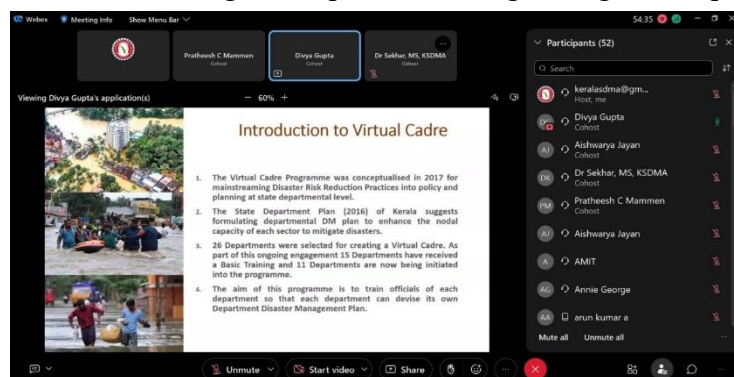 Webex Meeting Info Show Menu Bar
54:35
Pratheesh C Mammen
Cohost
Divya Gupta
Cohost
Dr Sekhar, MS, KSDMA
Cohost
Viewing Divya Gupta's application(s)
− 60% +
Introduction to Virtual Cadre
1. The Virtual Cadre Programme was conceptualised in 2017 for
mainstreaming Disaster Risk Reduction Practices into policy and
planning at state departmental level.
2. The State Department Plan (2016) of Kerala suggests
formulating departmental DM plan to enhance the nodal
capacity of each sector to mitigate disasters.
3. 26 Departments were selected for creating a Virtual Cadre. As
part of this ongoing engagement 15 Departments have received
a Basic Training and 11 Departments are now being initiated
into the programme.
4. The aim of this programme is to train officials of each
department so that each department can devise its own
Department Disaster Management Plan.
Participants (52)
Search
keralasdma@gm...
Host, me
Divya Gupta
Cohost
AJ Aishwarya Jayan
Cohost
DK Dr Sekhar, MS, KSDMA
Cohost
PM Pratheesh C Mammen
Cohost
AJ Aishwarya Jayan
A AMIT
AG Annie George
AA arun kumar a
Mute all Unmute all
Unmute Start video Share